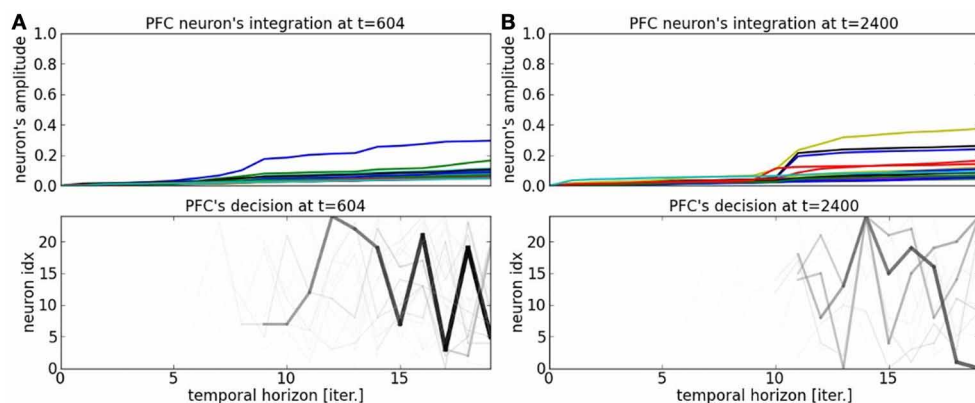 A
PFC neuron's integration at t=604
neuron's amplitude
1.0
0.8
0.6
0.4
0.2
0.0
PFC's decision at t=604
neuron idx
20
15
10
5
0
0 5 10 15
temporal horizon [iter.]
B
PFC neuron's integration at t=2400
neuron's amplitude
1.0
0.8
0.6
0.4
0.2
0.0
PFC's decision at t=2400
neuron idx
20
15
10
5
0
0 5 10 15
temporal horizon [iter.]